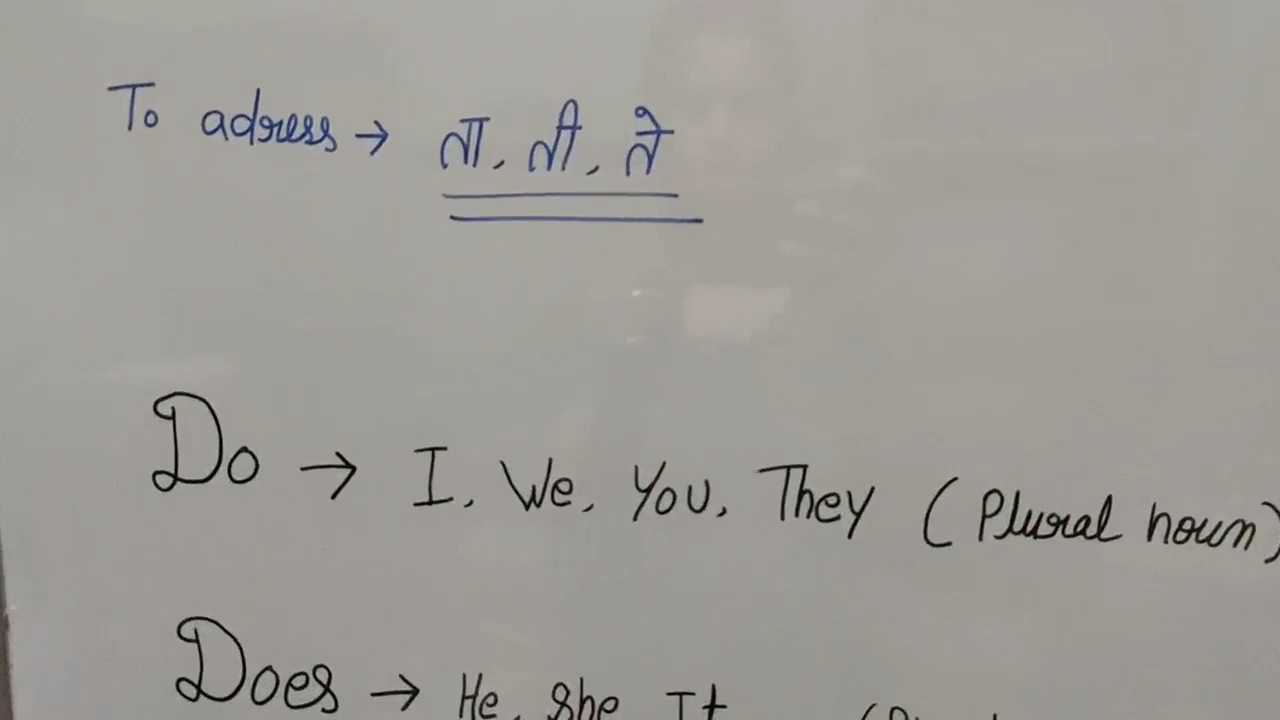 To adress → ता, ती, ते
Do → I, We, You, They (Plural noun)
Does → He, She, It